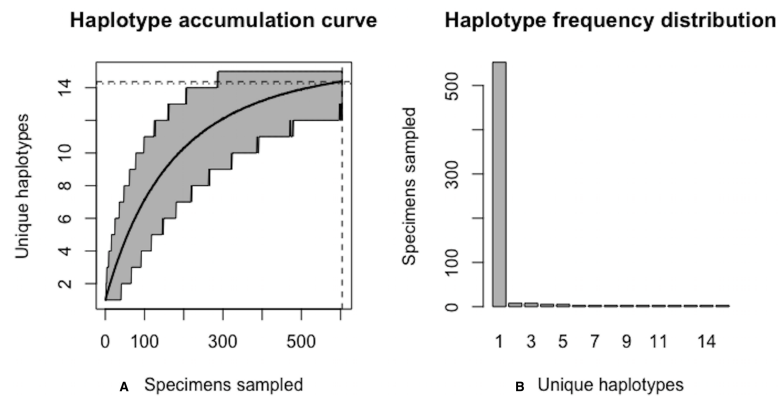 Haplotype accumulation curve
Unique haplotypes
14
10
8
6
4
2
0 100 300 500
A Specimens sampled
Haplotype frequency distribution
Specimens sampled
500
300
100
0
1 3 5 7 9 11 14
B Unique haplotypes